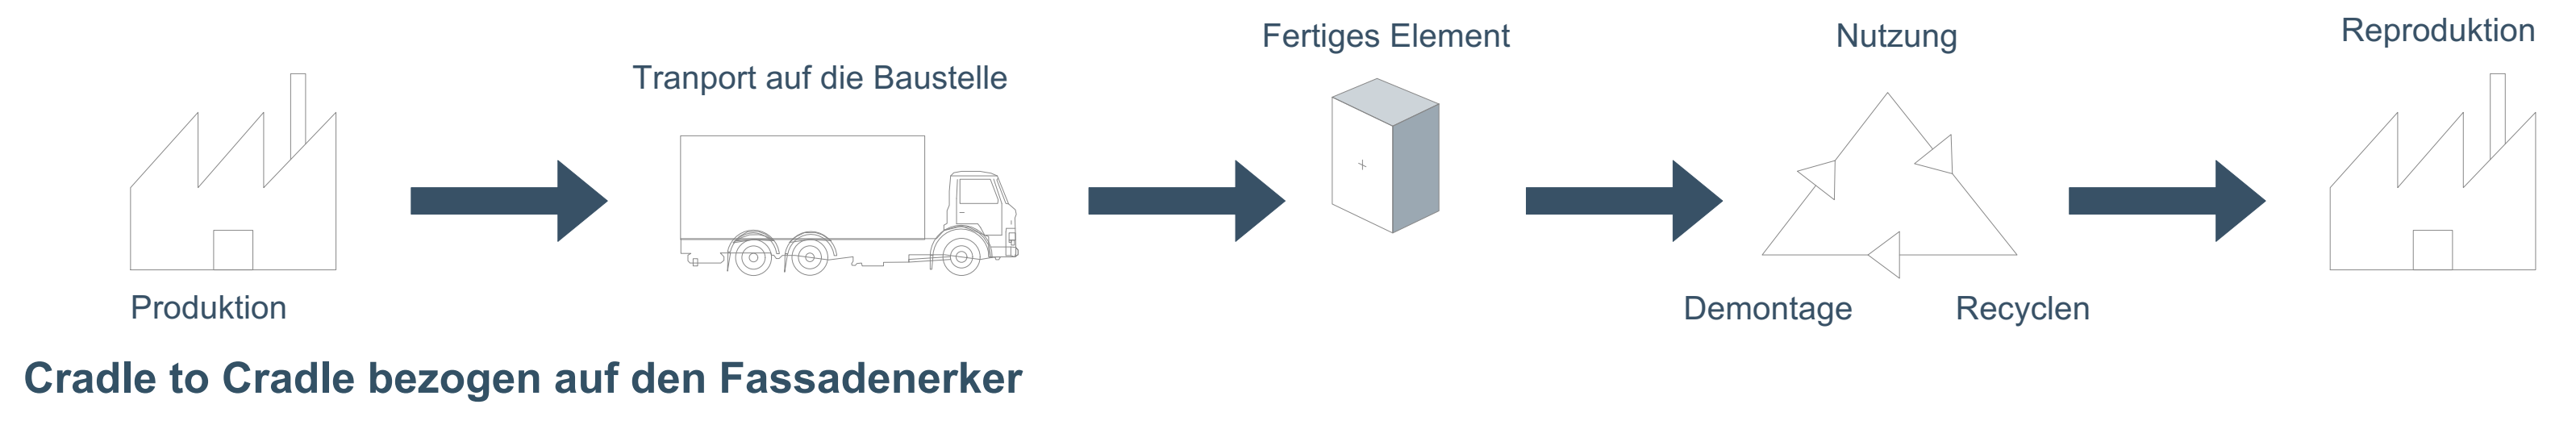 Produktion
Tranport auf die Baustelle
Fertiges Element
Nutzung
Demontage
Recyclen
Reproduktion
Cradle to Cradle bezogen auf den Fassadenerker